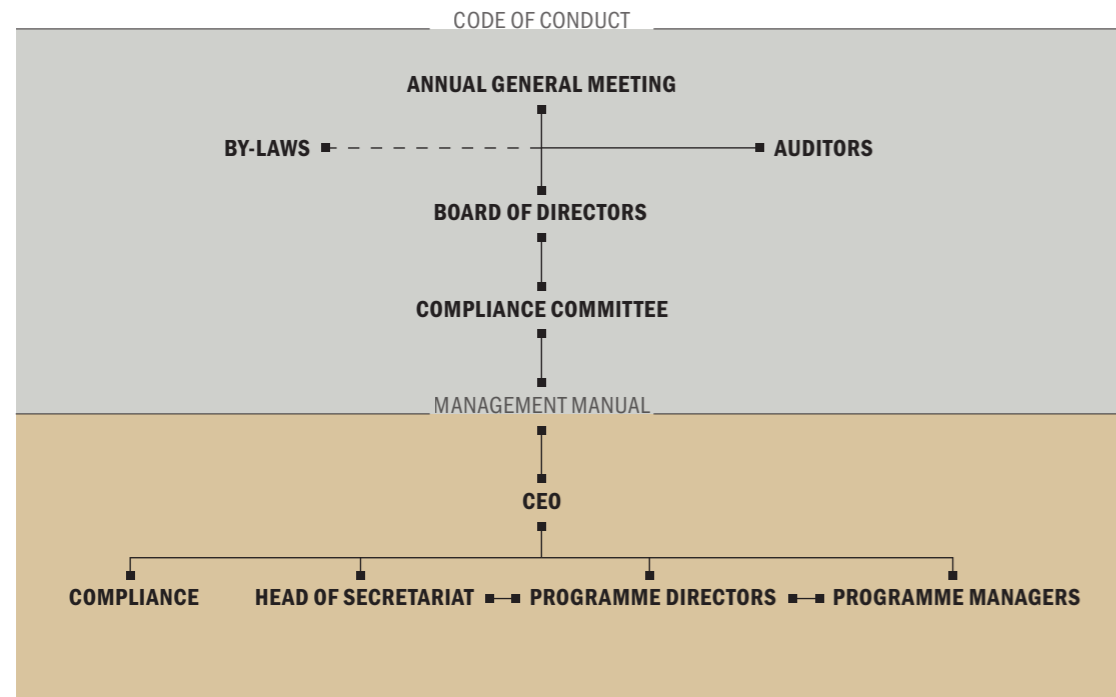 CODE OF CONDUCT
ANNUAL GENERAL MEETING
BY-LAWS
AUDITORS
BOARD OF DIRECTORS
COMPLIANCE COMMITTEE
MANAGEMENT MANUAL
CEO
COMPLIANCE
HEAD OF SECRETARIAT
PROGRAMME DIRECTORS
PROGRAMME MANAGERS